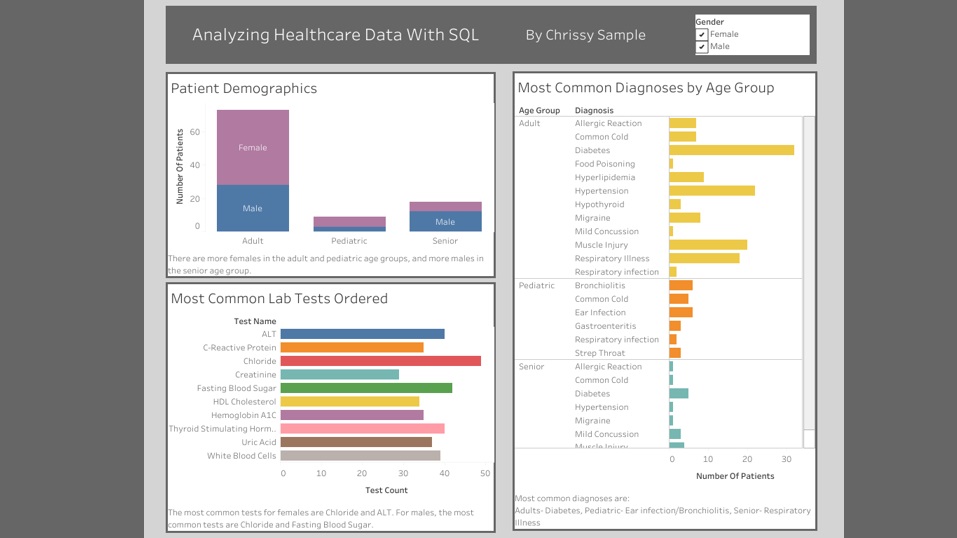 Analyzing Healthcare Data With SQL
By Chrissy Sample
Gender
Female
Male
Patient Demographics
Number Of Patients
60
40
20
0
Female
Male
Male
Adult
Pediatric
Senior
There are more females in the adult and pediatric age groups, and more males in
the senior age group.
Most Common Lab Tests Ordered
Test Name
ALT
C-Reactive Protein
Chloride
Creatinine
Fasting Blood Sugar
HDL Cholesterol
Hemoglobin A1C
Thyroid Stimulating Horm..
Uric Acid
White Blood Cells
0 10 20 30 40 50
Test Count
The most common tests for females are Chloride and ALT. For males, the most
common tests are Chloride and Fasting Blood Sugar.
Most Common Diagnoses by Age Group
Age Group Diagnosis
Adult Allergic Reaction
Common Cold
Diabetes
Food Poisoning
Hyperlipidemia
Hypertension
Hypothyroid
Migraine
Mild Concussion
Muscle Injury
Respiratory Illness
Respiratory infection
Pediatric Bronchiolitis
Common Cold
Ear Infection
Gastroenteritis
Respiratory infection
Strep Throat
Senior Allergic Reaction
Common Cold
Diabetes
Hypertension
Migraine
Mild Concussion
Muscle Injury
0 10 20 30
Number Of Patients
Most common diagnoses are:
Adults- Diabetes, Pediatric- Ear infection/Bronchiolitis, Senior- Respiratory
Illness